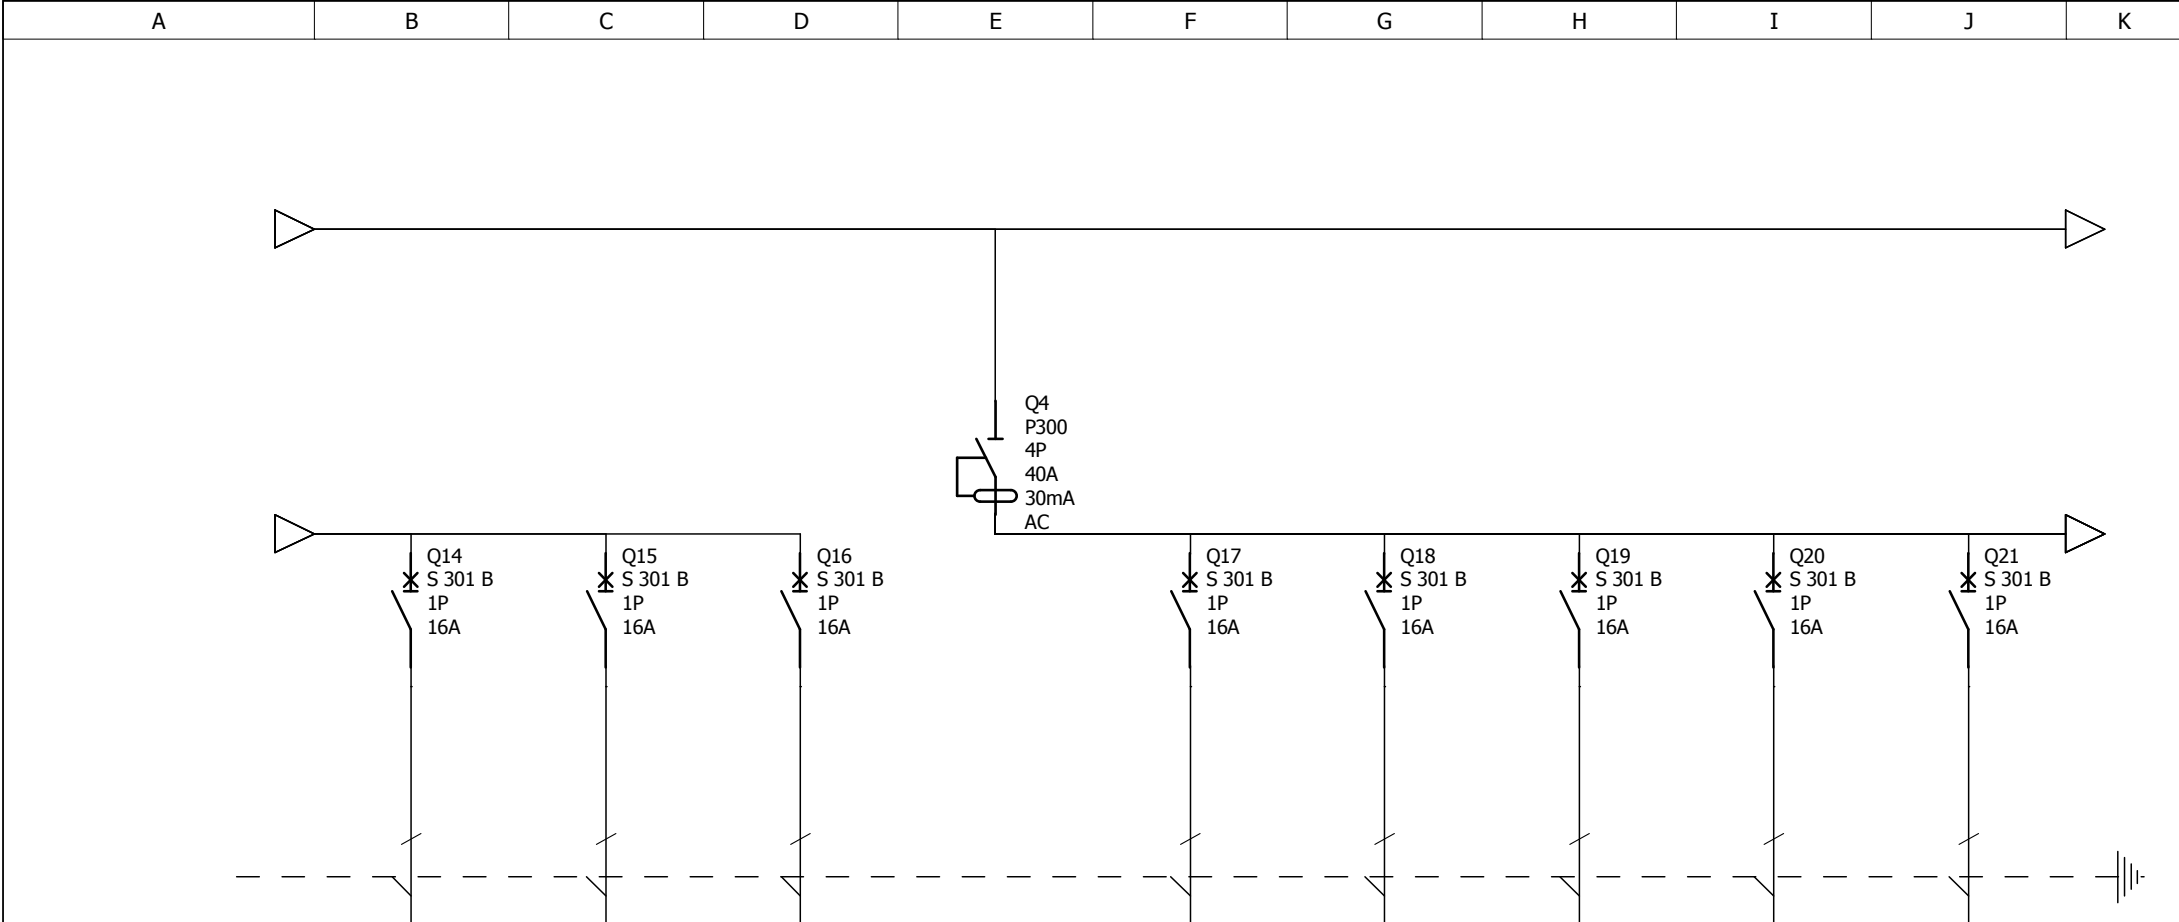 A B C D E F G H I J K
Q4
P300
4P
40A
30mA
AC
Q14
S 301 B
1P
16A
Q15
S 301 B
1P
16A
Q16
S 301 B
1P
16A
Q17
S 301 B
1P
16A
Q18
S 301 B
1P
16A
Q19
S 301 B
1P
16A
Q20
S 301 B
1P
16A
Q21
S 301 B
1P
16A